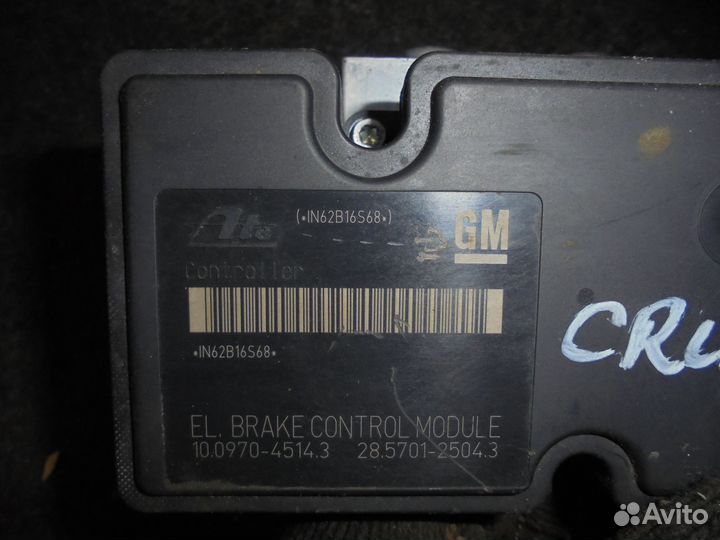 (*IN62B16S68*)
Ate
GM
Controller
*IN62B16S68*
EL. BRAKE CONTROL MODULE
10.0970-4514.3 28.5701-2504.3
CRU
Avito